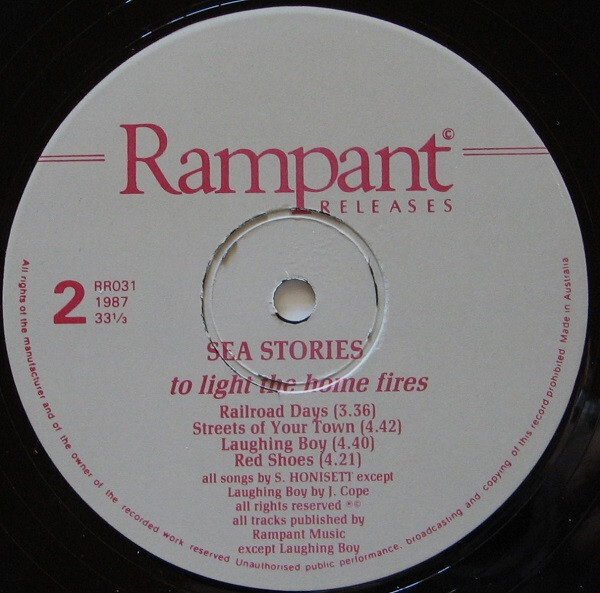 Rampant©
RELEASES
2
RR031
1987
33⅓
SEA STORIES
to light the home fires
Railroad Days (3.36)
Streets of Your Town (4.42)
Laughing Boy (4.40)
Red Shoes (4.21)
all songs by S. HONISETT except
Laughing Boy by J. Cope
all rights reserved ℗©
all tracks published by
Rampant Music
except Laughing Boy
All rights of the manufacturer and of the owner of the recorded work reserved. Unauthorised public performance, broadcasting and copying of this record prohibited. Made in Australia